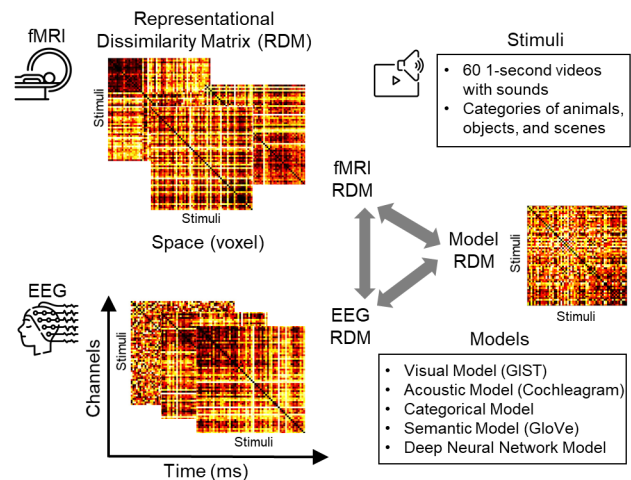 fMRI
Representational
Dissimilarity Matrix (RDM)
Stimuli
Stimuli
Space (voxel)
Stimuli
• 60 1-second videos
with sounds
• Categories of animals,
objects, and scenes
fMRI
RDM
Model
RDM
EEG
RDM
Stimuli
Stimuli
EEG
Channels
Stimuli
Stimuli
Time (ms)
Models
• Visual Model (GIST)
• Acoustic Model (Cochleagram)
• Categorical Model
• Semantic Model (GloVe)
• Deep Neural Network Model